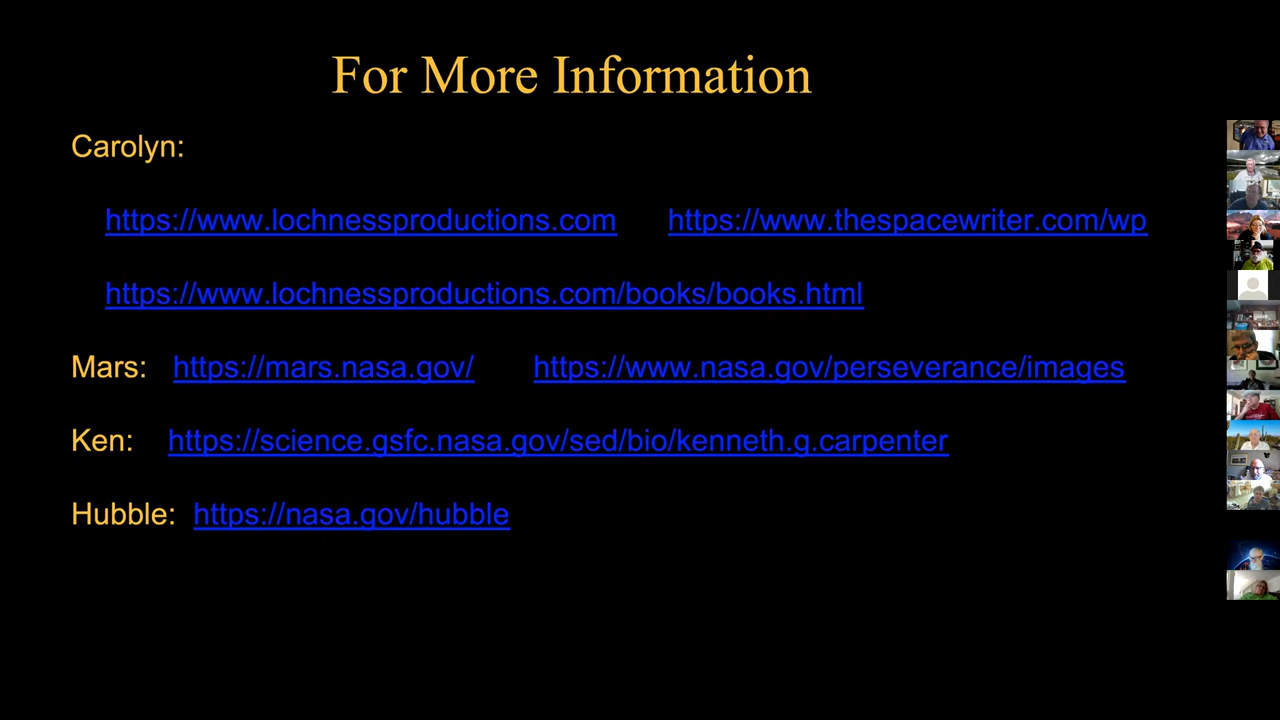 For More Information
Carolyn:
https://www.lochnessproductions.com https://www.thespacewriter.com/wp
https://www.lochnessproductions.com/books/books.html
Mars: https://mars.nasa.gov/ https://www.nasa.gov/perseverance/images
Ken: https://science.gsfc.nasa.gov/sed/bio/kenneth.g.carpenter
Hubble: https://nasa.gov/hubble